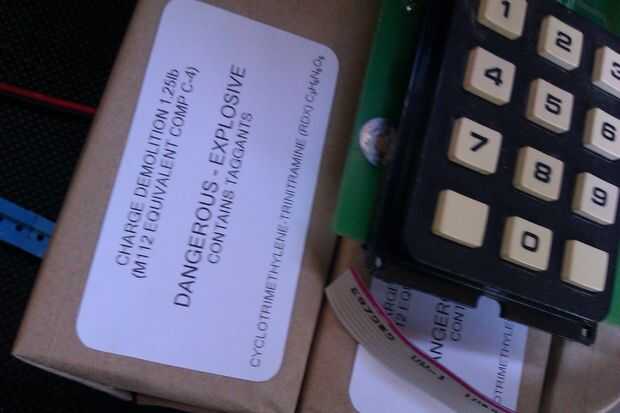 CHARGE DEMOLITION 1.25lb
(M112 EQUIVALENT COMP C-4)
DANGEROUS - EXPLOSIVE
CONTAINS TAGGANTS
CYCLOTRIMETHYLENE-TRINITRAMINE (RDX) C₃H₆N₆O₆
1 2 3
4 5 6
7 8 9
0